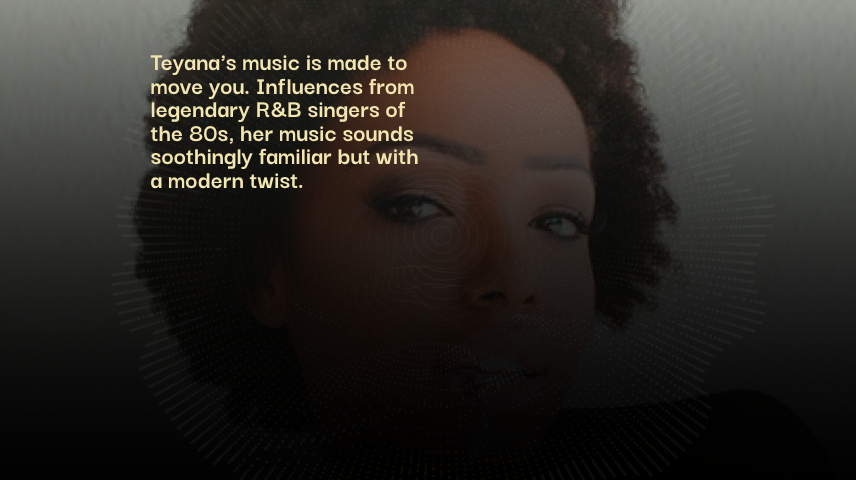 Teyana’s music is made to
move you. Influences from
legendary R&B singers of
the 80s, her music sounds
soothingly familiar but with
a modern twist.